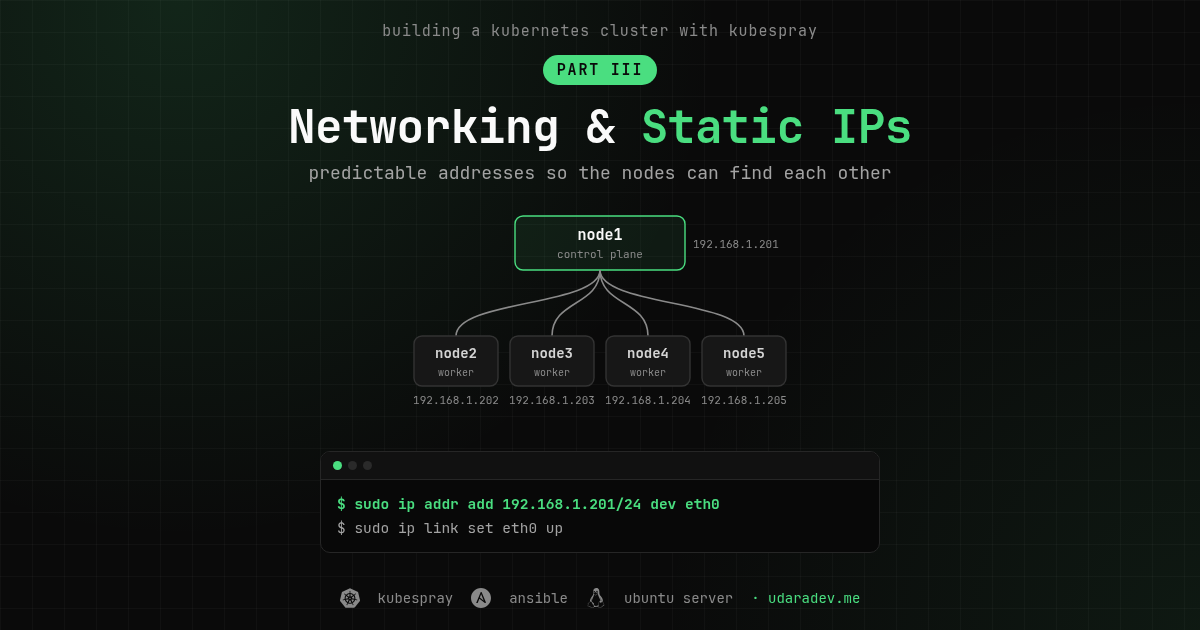 building a kubernetes cluster with kubespray
PART III
Networking & Static IPs
predictable addresses so the nodes can find each other
node1
control plane
192.168.1.201
node2
worker
192.168.1.202
node3
worker
192.168.1.203
node4
worker
192.168.1.204
node5
worker
192.168.1.205
$ sudo ip addr add 192.168.1.201/24 dev eth0
$ sudo ip link set eth0 up
kubespray ansible ubuntu server · udaradev.me